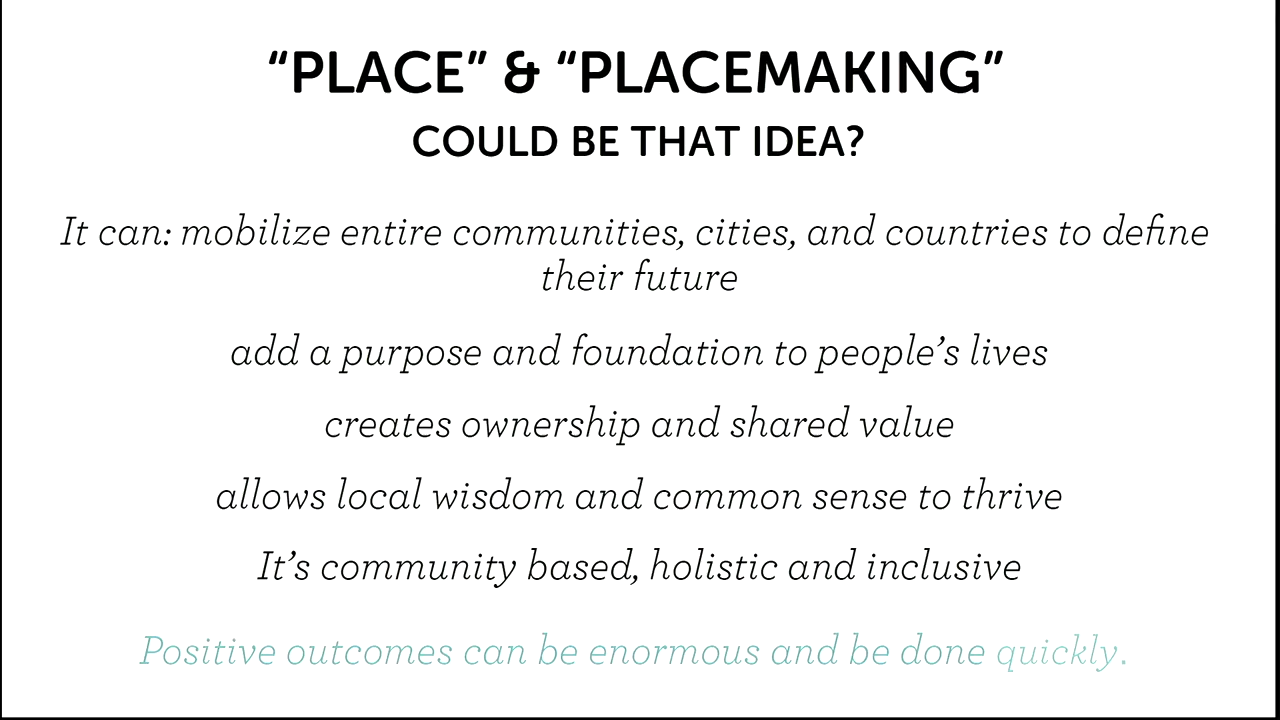 “PLACE” & “PLACEMAKING”
COULD BE THAT IDEA?
It can: mobilize entire communities, cities, and countries to define
their future
add a purpose and foundation to people’s lives
creates ownership and shared value
allows local wisdom and common sense to thrive
It’s community based, holistic and inclusive
Positive outcomes can be enormous and be done quickly.